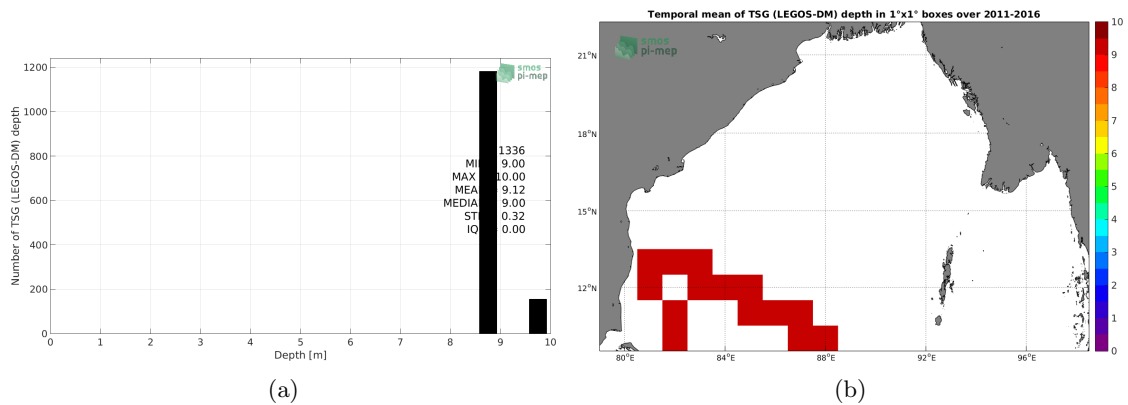 Temporal mean of TSG (LEGOS-DM) depth in 1°x1° boxes over 2011-2016
smos
pi-mep
1200
1000
800
600
400
200
0
Number of TSG (LEGOS-DM) depth
1336
9.00
MAX 10.00
9.12
9.00
0.32
0.00
0 1 2 3 4 5 6 7 8 9 10
Depth [m]
(a)
smos
pi-mep
21°N
18°N
15°N
12°N
80°E 84°E 88°E 92°E 96°E
10
9
8
7
6
5
4
3
2
1
0
(b)